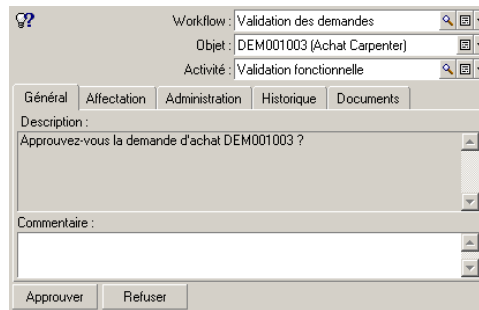 Workflow : Validation des demandes
Objet : DEM001003 (Achat Carpenter)
Activité : Validation fonctionnelle
Général Affectation Administration Historique Documents
Description :
Approuvez-vous la demande d'achat DEM001003 ?
Commentaire :
Approuver Refuser